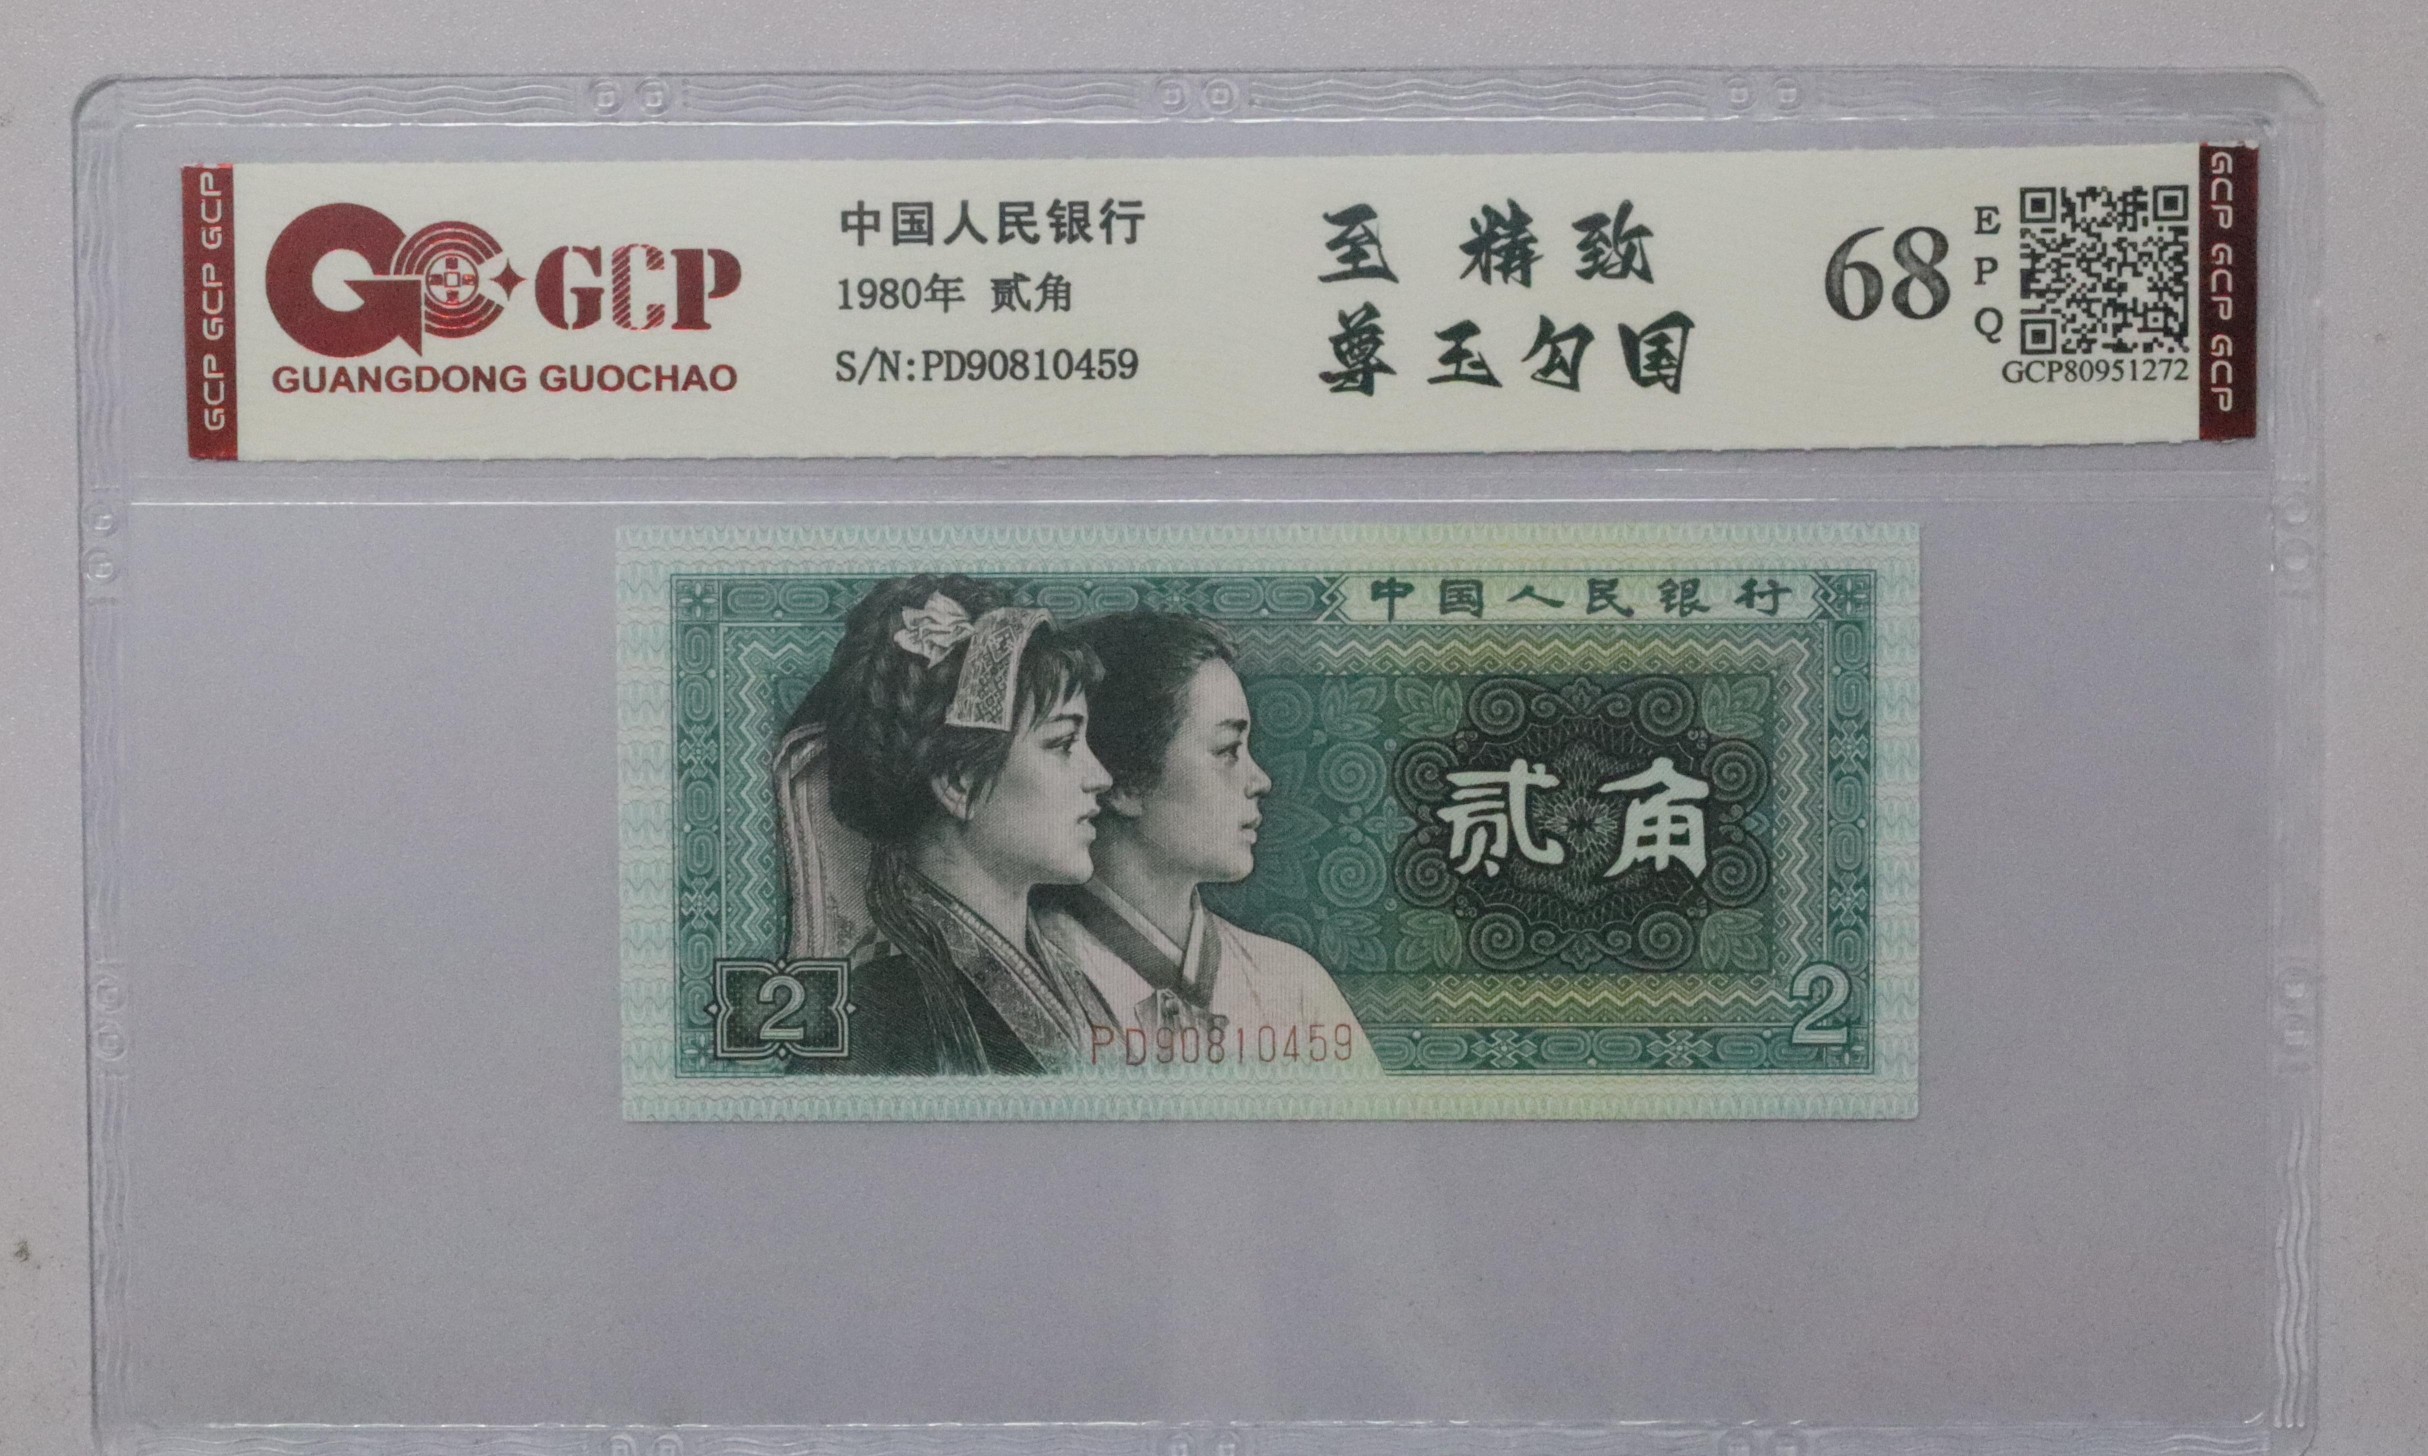 GCP GCP GCP
GCP
GUANGDONG GUOCHAO
中国人民银行
1980年 贰角
S/N:PD90810459
至 精 致
尊 玉 勾 国
68
E
P
Q
GCP80951272
GCP GCP GCP
中国人民银行
贰角
2
PD90810459
2